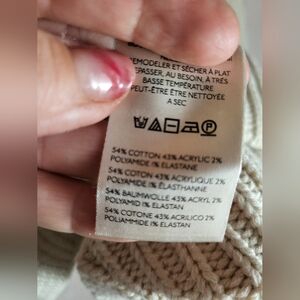 REMODELER ET SÉCHER À PLAT
REPASSER, AU BESOIN, À TRÈS
BASSE TEMPÉRATURE
PEUT-ÊTRE ÊTRE NETTOYÉE
A SEC
P
54% COTTON 43% ACRYLIC 2%
POLYAMIDE 1% ELASTANE
54% COTON 43% ACRYLIQUE 2%
POLYAMIDE 1% ÉLASTHANNE
54% BAUMWOLLE 43% ACRYL 2%
POLYAMID 1% ELASTAN
54% COTONE 43% ACRILICO 2%
POLIAMMIDE 1% ELASTAN